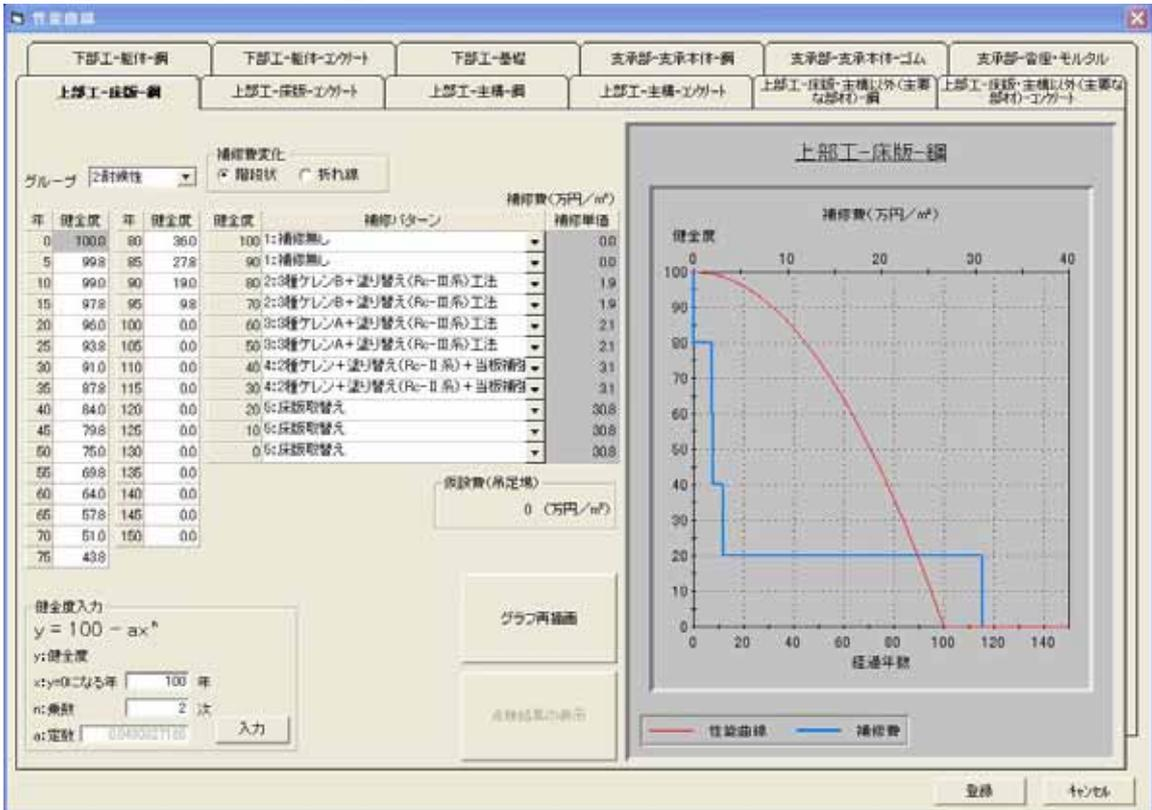 性能曲線
下部工-躯体-鋼
下部工-躯体-コンクリート
下部工-基礎
支承部-支承本体-鋼
支承部-支承本体-ゴム
支承部-沓座・モルタル
上部工-床版-鋼
上部工-床版-コンクリート
上部工-主構-鋼
上部工-主構-コンクリート
上部工-床版・主構以外(主要な部材)-鋼
上部工-床版・主構以外(主要な部材)-コンクリート
グループ 2耐候性
補修費変化
階段状 折れ線
補修費(万円/㎡)
年 健全度 年 健全度
0 100.0 80 36.0
5 99.8 85 27.8
10 99.0 90 19.0
15 97.8 95 9.8
20 96.0 100 0.0
25 93.8 105 0.0
30 91.0 110 0.0
35 87.8 115 0.0
40 84.0 120 0.0
45 79.8 125 0.0
50 75.0 130 0.0
55 69.8 135 0.0
60 64.0 140 0.0
65 57.8 145 0.0
70 51.0 150 0.0
75 43.8
健全度 補修パターン 補修単価
100 1:補修無し 0.0
90 1:補修無し 0.0
80 2:3種ケレンB+塗り替え(Rc-Ⅲ系)工法 1.9
70 2:3種ケレンB+塗り替え(Rc-Ⅲ系)工法 1.9
60 3:3種ケレンA+塗り替え(Rc-Ⅲ系)工法 2.1
50 3:3種ケレンA+塗り替え(Rc-Ⅲ系)工法 2.1
40 4:2種ケレン+塗り替え(Rc-Ⅱ系)+当板補強 3.1
30 4:2種ケレン+塗り替え(Rc-Ⅱ系)+当板補強 3.1
20 5:床版取替え 30.8
10 5:床版取替え 30.8
0 5:床版取替え 30.8
仮設費(吊足場)
0 (万円/㎡)
健全度入力
y = 100 - axⁿ
y:健全度
x:y=0になる年 100 年
n:乗数 2 次
a:定数
入力
グラフ再描画
点検結果の表示
上部工-床版-鋼
補修費(万円/㎡)
健全度
0 10 20 30 40
100
90
80
70
60
50
40
30
20
10
0
0 20 40 60 80 100 120 140
経過年数
性能曲線 補修費
登録 キャンセル